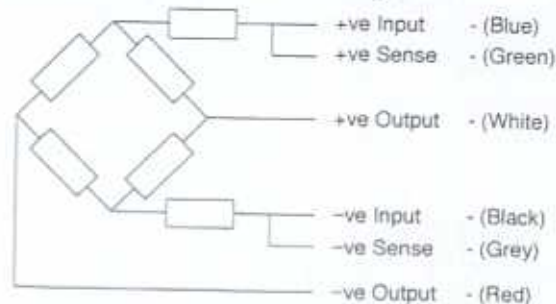 +ve Input - (Blue)
+ve Sense - (Green)
+ve Output - (White)
−ve Input - (Black)
−ve Sense - (Grey)
−ve Output - (Red)